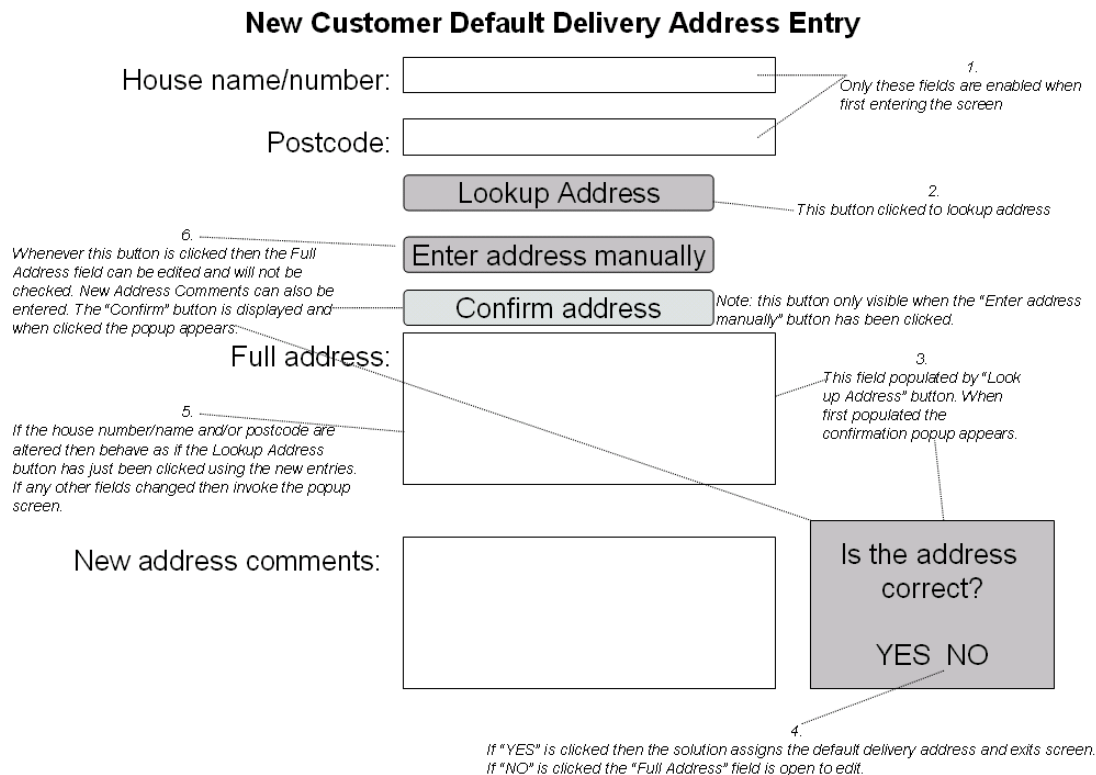 New Customer Default Delivery Address Entry
House name/number:
1.
Only these fields are enabled when
first entering the screen
Postcode:
Lookup Address
2.
This button clicked to lookup address
6.
Whenever this button is clicked then the Full
Address field can be edited and will not be
checked. New Address Comments can also be
entered. The “Confirm” button is displayed and
when clicked the popup appears.
Enter address manually
Confirm address
Note: this button only visible when the “Enter address
manually” button has been clicked.
Full address:
3.
This field populated by “Look
up Address” button. When
first populated the
confirmation popup appears.
5.
If the house number/name and/or postcode are
altered then behave as if the Lookup Address
button has just been clicked using the new entries.
If any other fields changed then invoke the popup
screen.
New address comments:
Is the address
correct?
YES NO
4.
If “YES” is clicked then the solution assigns the default delivery address and exits screen.
If “NO” is clicked the “Full Address” field is open to edit.